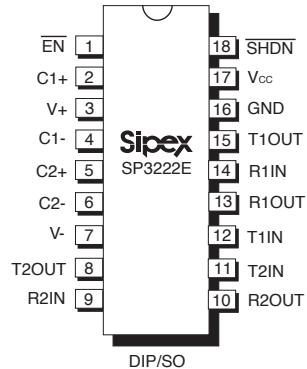 EN 1 18 SHDN
C1+ 2 17 Vcc
V+ 3 16 GND
C1- 4 Sipex 15 T1OUT
C2+ 5 SP3222E 14 R1IN
C2- 6 13 R1OUT
V- 7 12 T1IN
T2OUT 8 11 T2IN
R2IN 9 10 R2OUT
DIP/SO